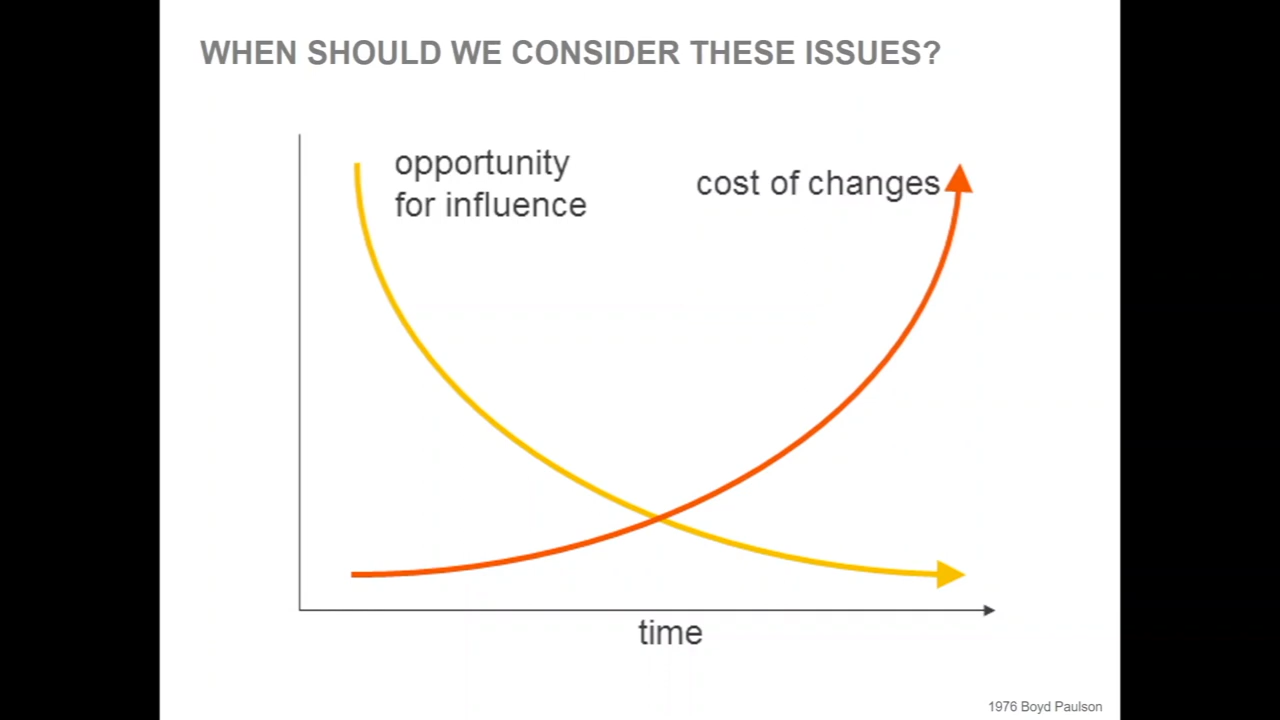 WHEN SHOULD WE CONSIDER THESE ISSUES?
opportunity
for influence
cost of changes
time
1976 Boyd Paulson